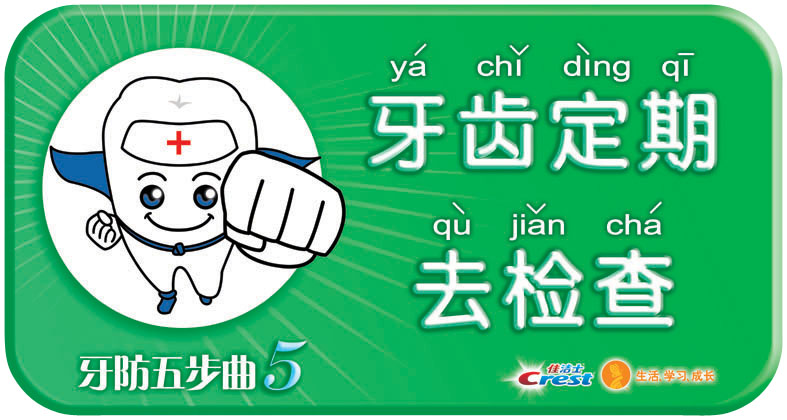 yá chǐ dìng qī
牙齿定期
qù jiǎn chá
去检查
牙防五步曲5
佳洁士
Crest
生活,学习,成长